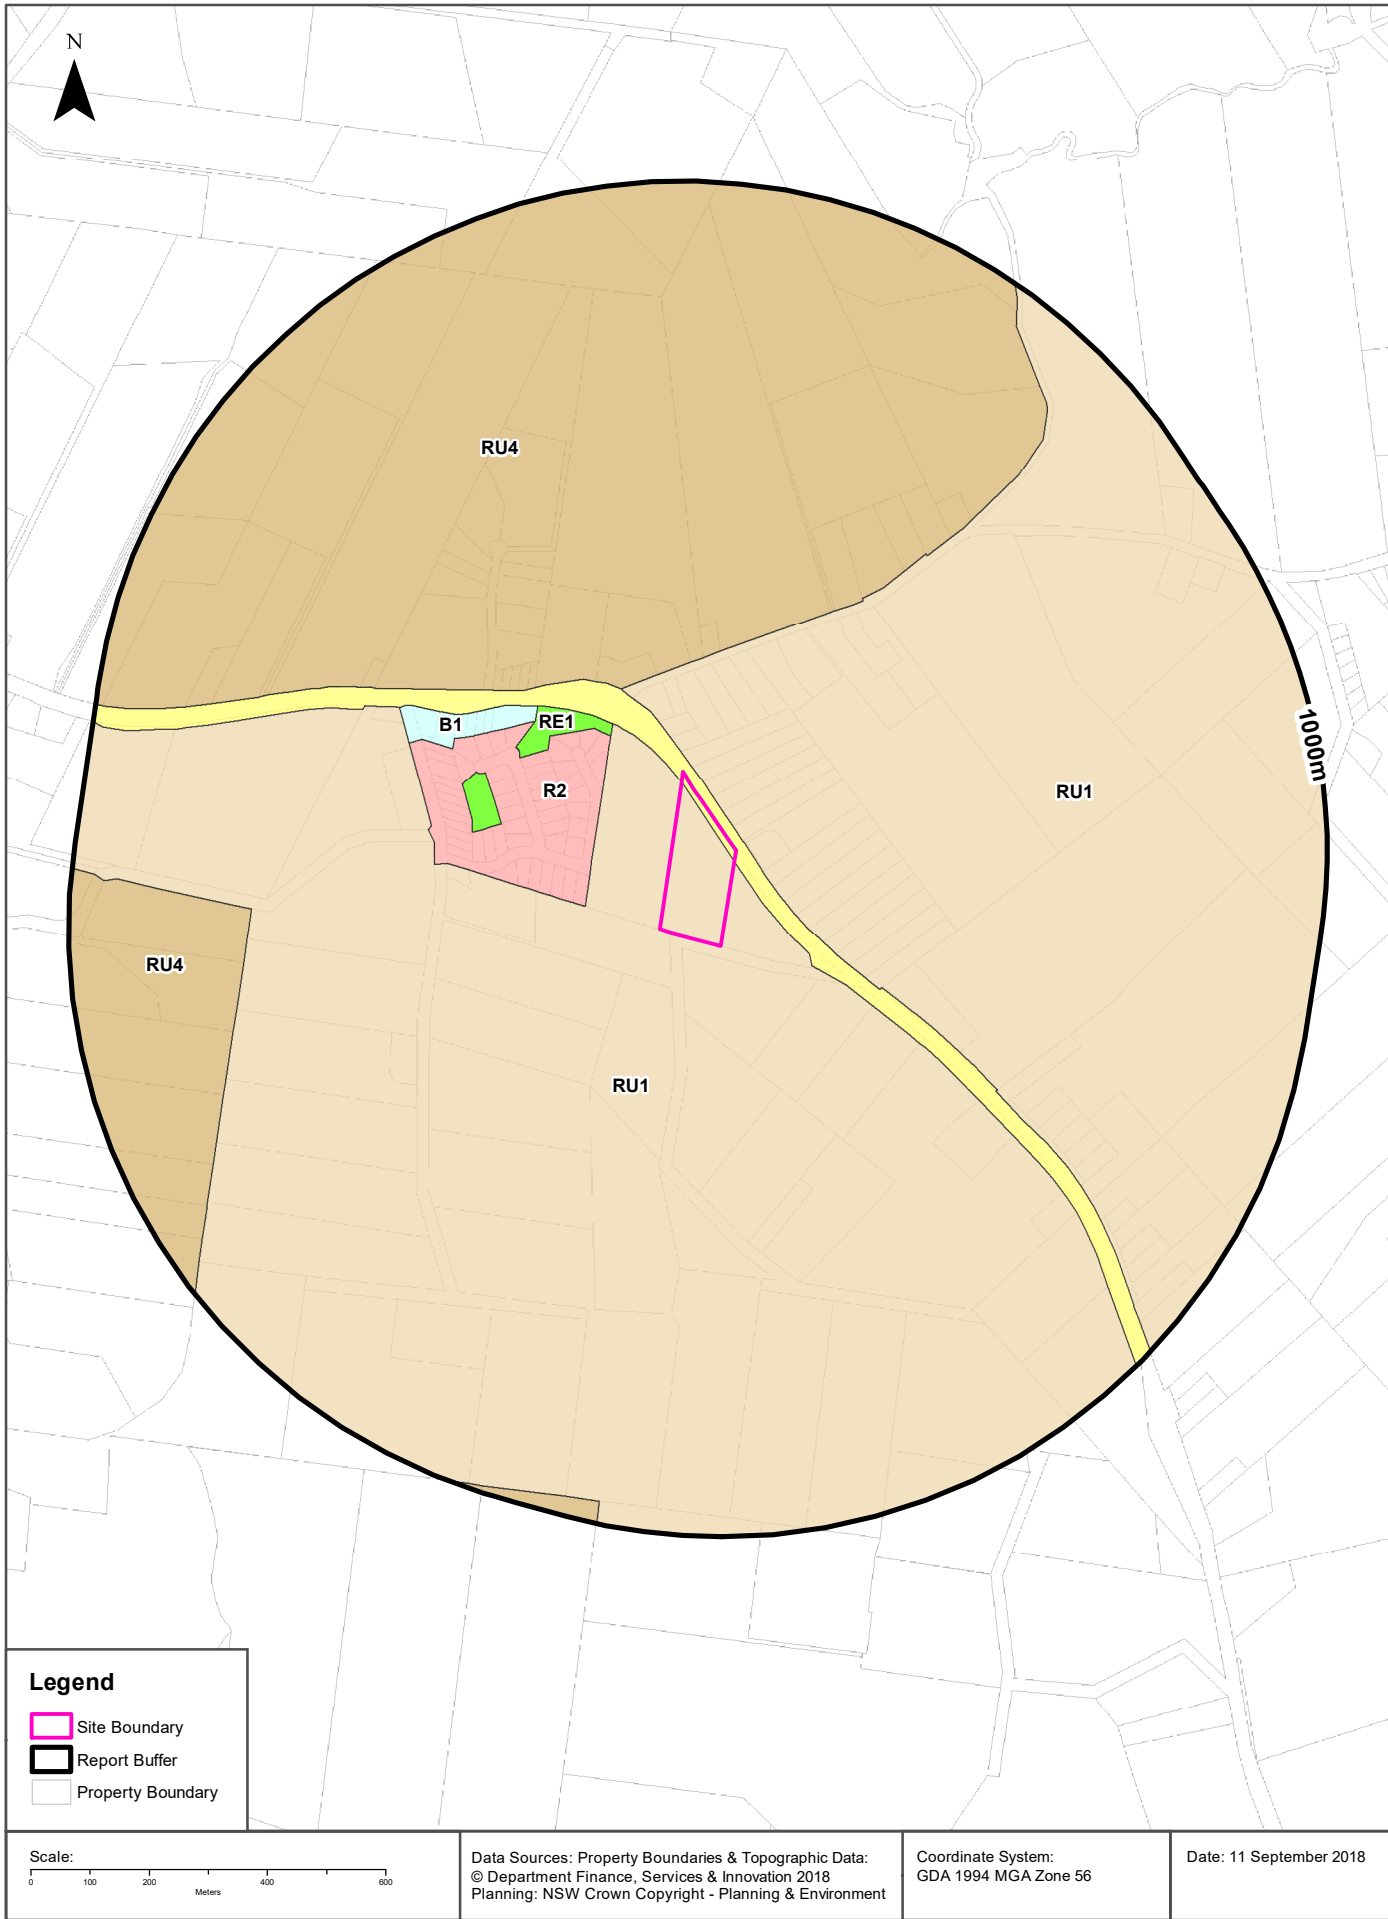 N
RU4
B1
RE1
R2
RU1
1000m
RU4
RU1
Legend
Site Boundary
Report Buffer
Property Boundary
Scale:
0 100 200 400 600
Meters
Data Sources: Property Boundaries & Topographic Data:
© Department Finance, Services & Innovation 2018
Planning: NSW Crown Copyright - Planning & Environment
Coordinate System:
GDA 1994 MGA Zone 56
Date: 11 September 2018